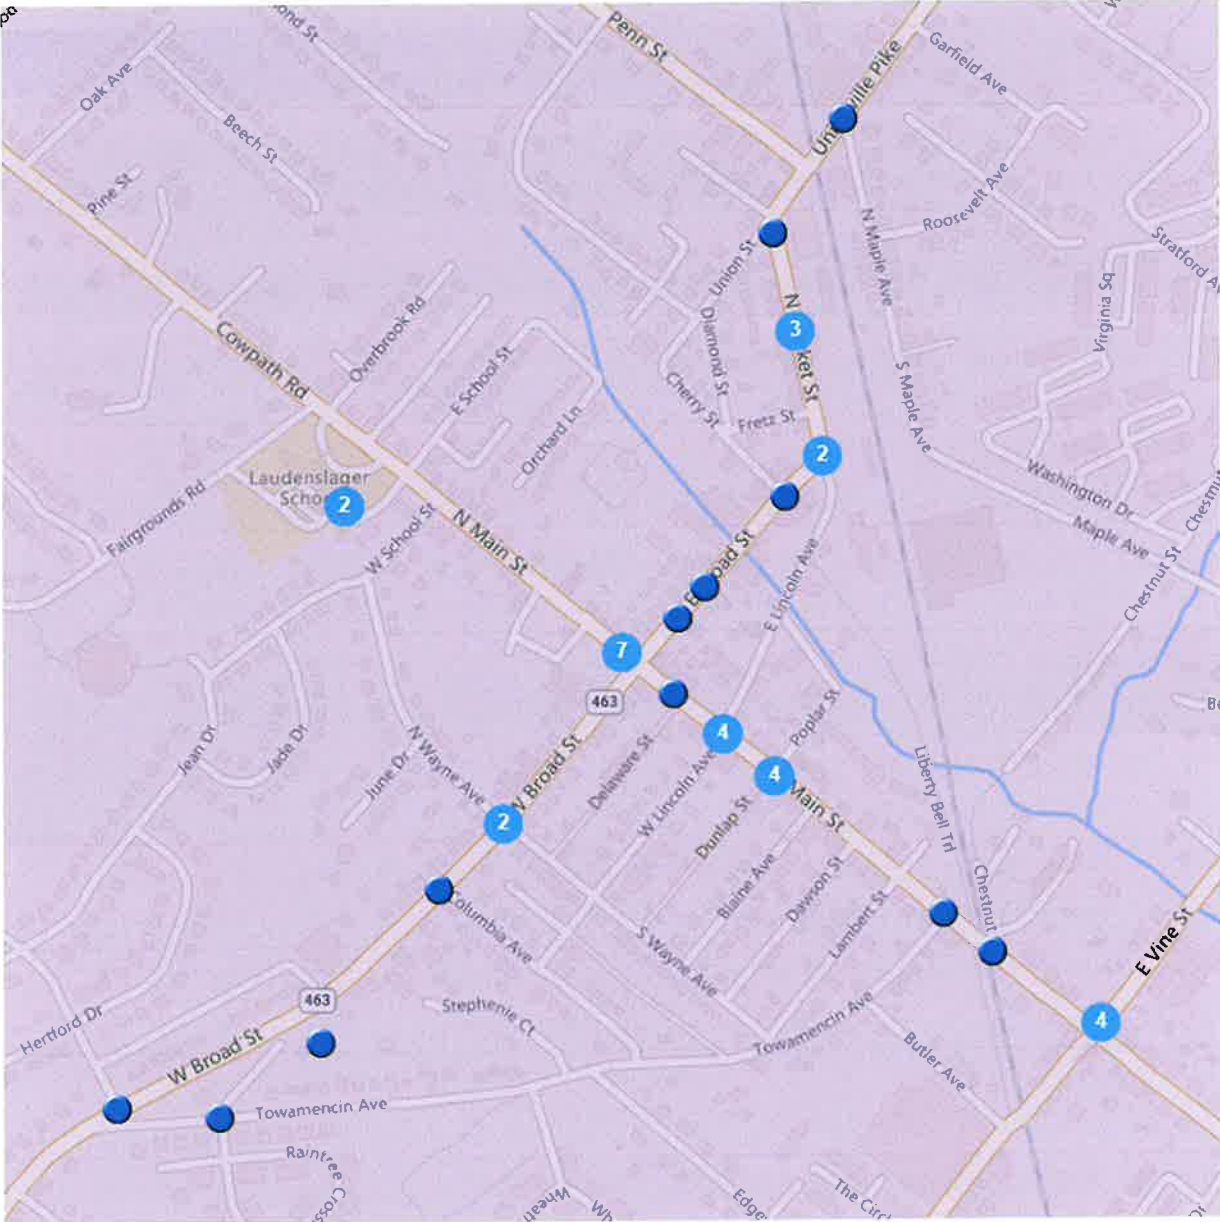 Penn St
Garfield Ave
Oak Ave
Beech St
Pine St
Roosevelt Ave
N Maple Ave
Stratford
Union St
Virginia Sq
N
3
ket St
Diamond St
Overbrook Rd
Cowpath Rd
E School St
S Maple Ave
Cherry St
Fretz St
Orchard Ln
2
Laudenslager
2
Washington Dr
Fairgrounds Rd
W School St
N Main St
Maple Ave
Chestnut St
E Lincoln Ave
7
463
Jean Dr
Jade Dr
June Dr
N Wayne Ave
W Broad St
Delaware St
4
W Lincoln Ave
Poplar St
4
Main St
Liberty Bell Trl
2
Dunlap St
Blaine Ave
Dawson St
Lambert St
Chestnut
Columbia Ave
S Wayne Ave
E Vine St
463
Stephenie Ct
4
Hertford Dr
W Broad St
Towamencin Ave
Butler Ave
Towamencin Ave
Raintree